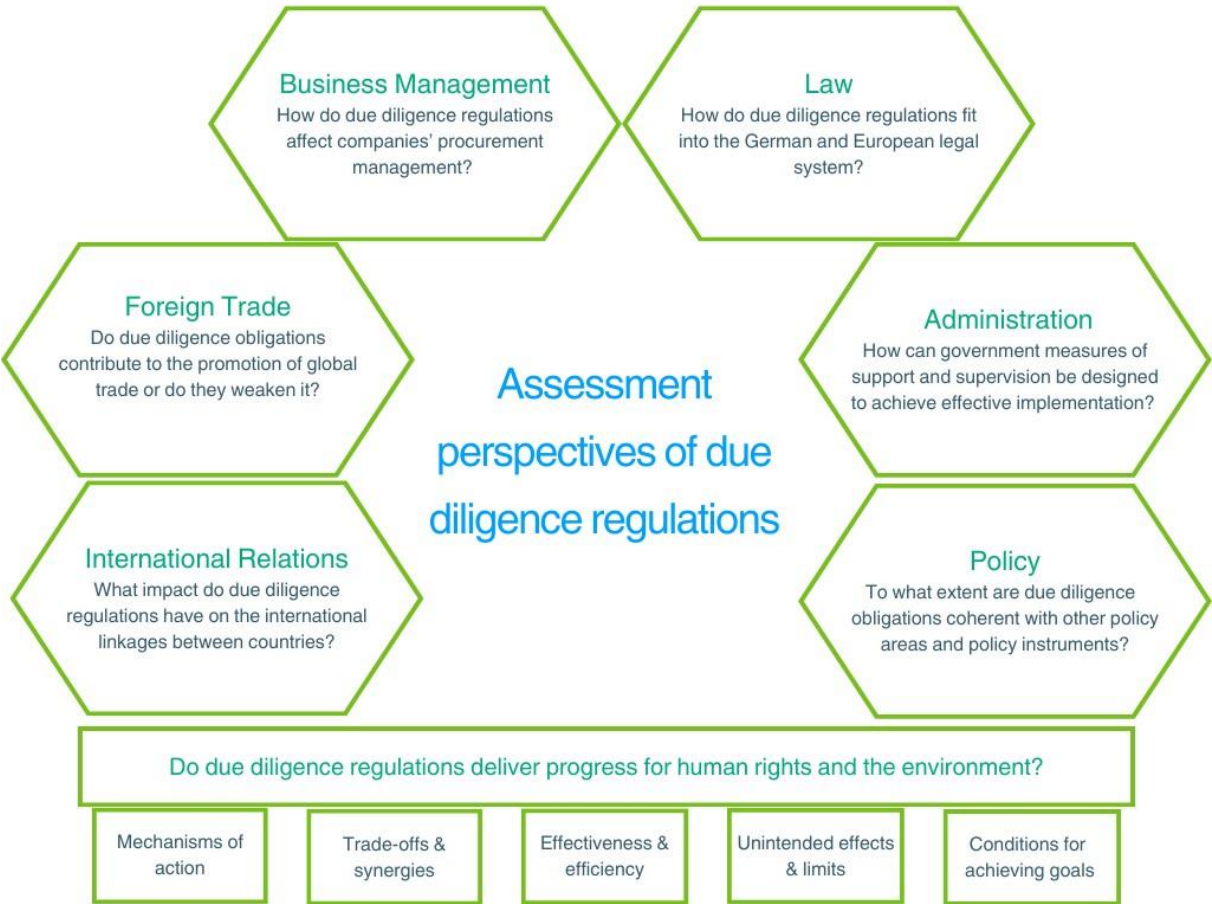 Business Management
How do due diligence regulations
affect companies' procurement
management?
Law
How do due diligence regulations fit
into the German and European legal
system?
Foreign Trade
Do due diligence obligations
contribute to the promotion of global
trade or do they weaken it?
Administration
How can government measures of
support and supervision be designed
to achieve effective implementation?
Assessment
perspectives of due
diligence regulations
International Relations
What impact do due diligence
regulations have on the international
linkages between countries?
Policy
To what extent are due diligence
obligations coherent with other policy
areas and policy instruments?
Do due diligence regulations deliver progress for human rights and the environment?
Mechanisms of
action
Trade-offs &
synergies
Effectiveness &
efficiency
Unintended effects
& limits
Conditions for
achieving goals